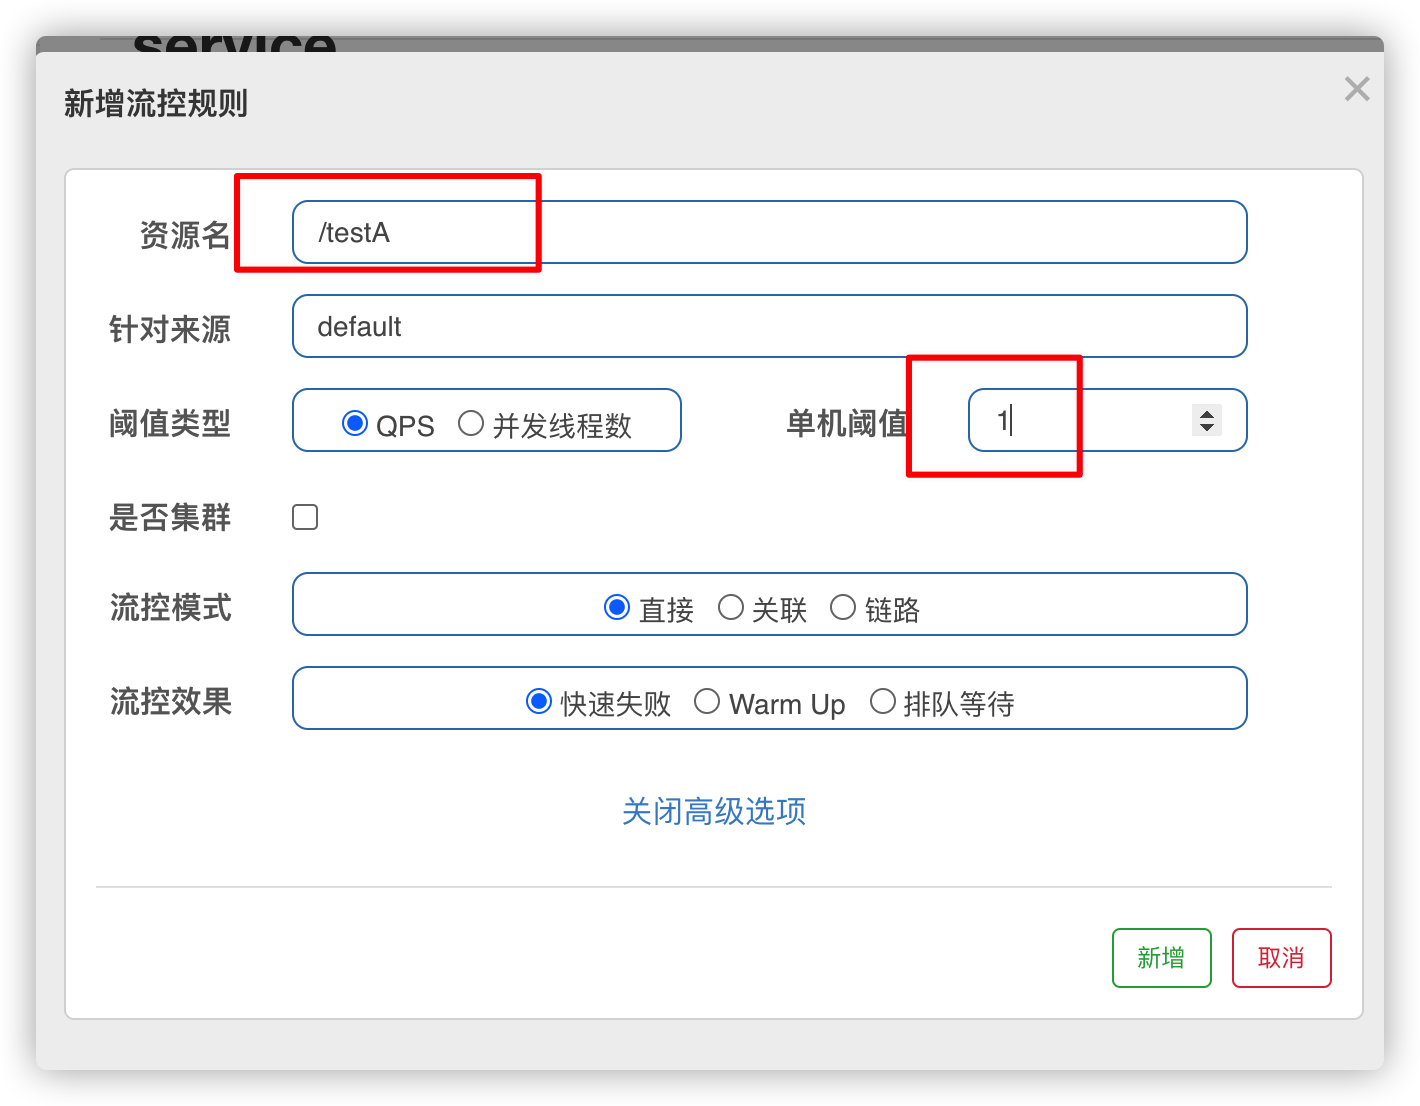 service
新增流控规则
资源名 /testA
针对来源 default
阈值类型 QPS 并发线程数 单机阈值 1
是否集群
流控模式 直接 关联 链路
流控效果 快速失败 Warm Up 排队等待
关闭高级选项
新增 取消